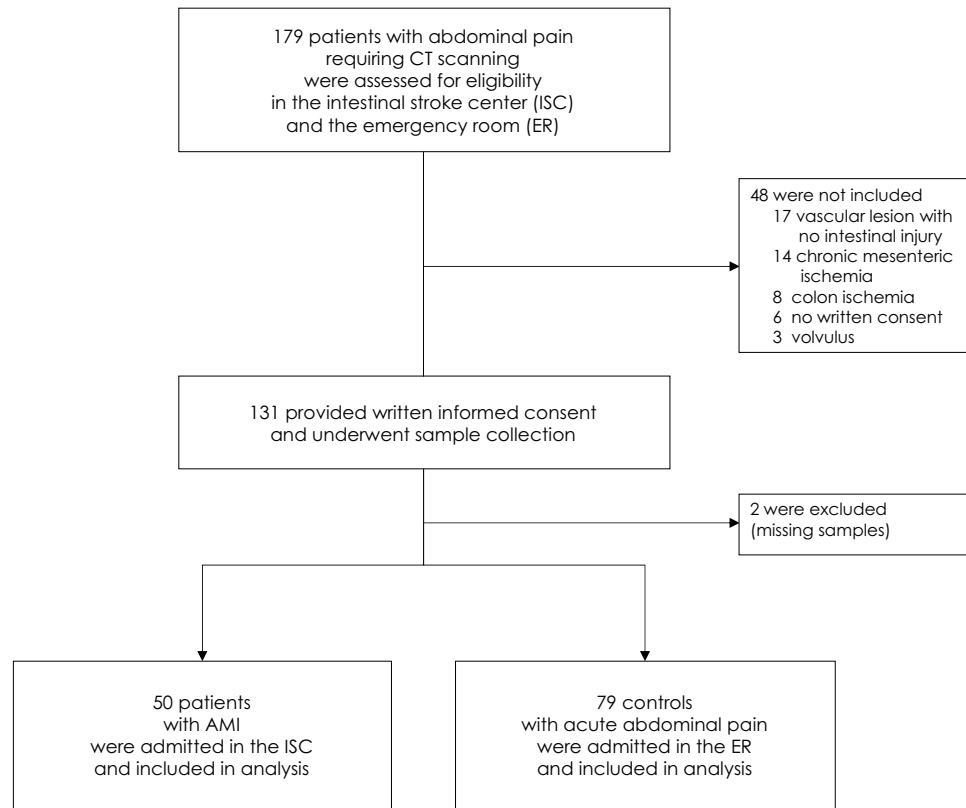 179 patients with abdominal pain
requiring CT scanning
were assessed for eligibility
in the intestinal stroke center (ISC)
and the emergency room (ER)
48 were not included
17 vascular lesion with
no intestinal injury
14 chronic mesenteric
ischemia
8 colon ischemia
6 no written consent
3 volvulus
131 provided written informed consent
and underwent sample collection
2 were excluded
(missing samples)
50 patients
with AMI
were admitted in the ISC
and included in analysis
79 controls
with acute abdominal pain
were admitted in the ER
and included in analysis